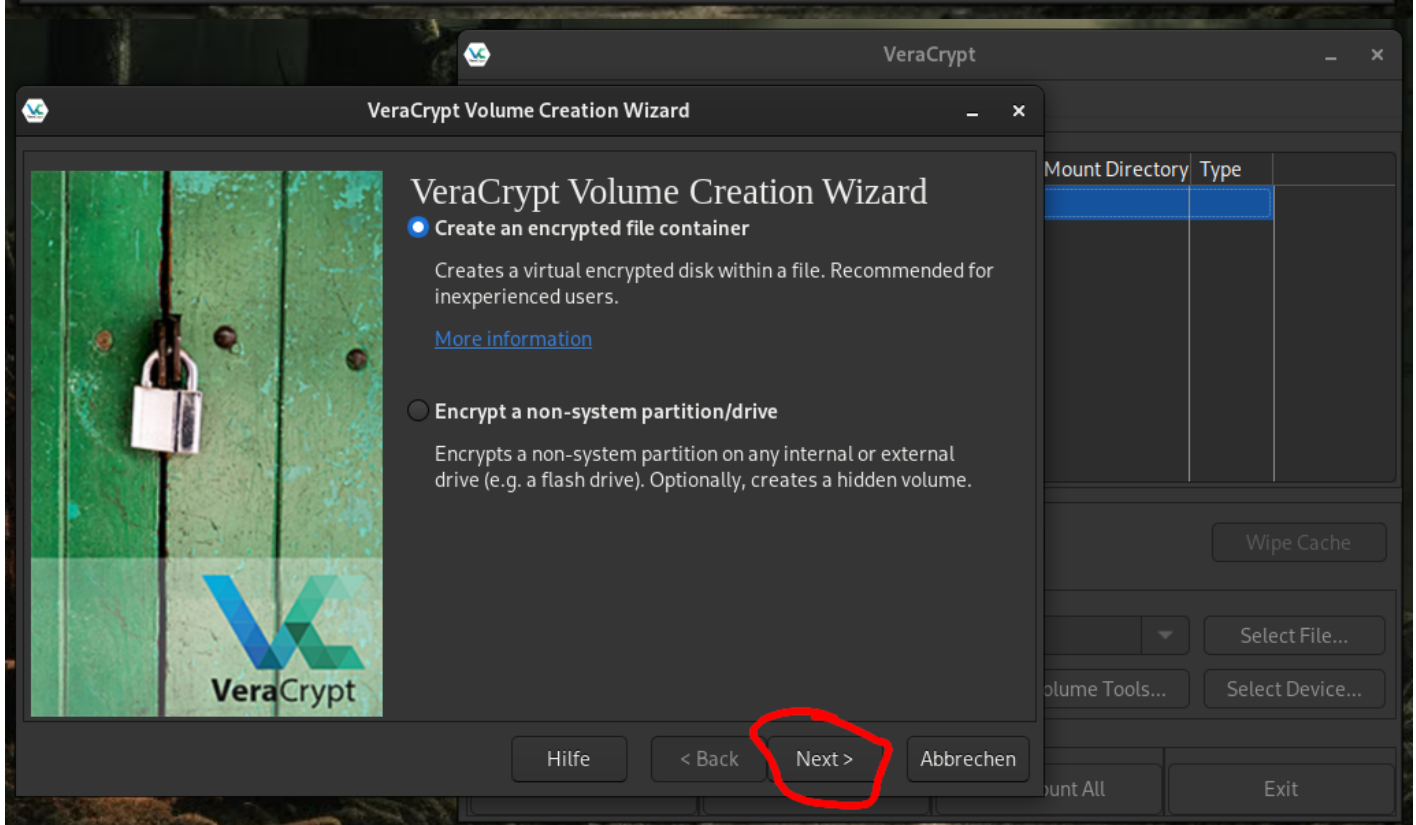 VeraCrypt
VeraCrypt Volume Creation Wizard
Mount Directory Type
VeraCrypt Volume Creation Wizard
Create an encrypted file container
Creates a virtual encrypted disk within a file. Recommended for
inexperienced users.
More information
Encrypt a non-system partition/drive
Encrypts a non-system partition on any internal or external
drive (e.g. a flash drive). Optionally, creates a hidden volume.
VeraCrypt
Wipe Cache
Select File...
olume Tools...
Select Device...
Hilfe
< Back
Next >
Abbrechen
ount All
Exit